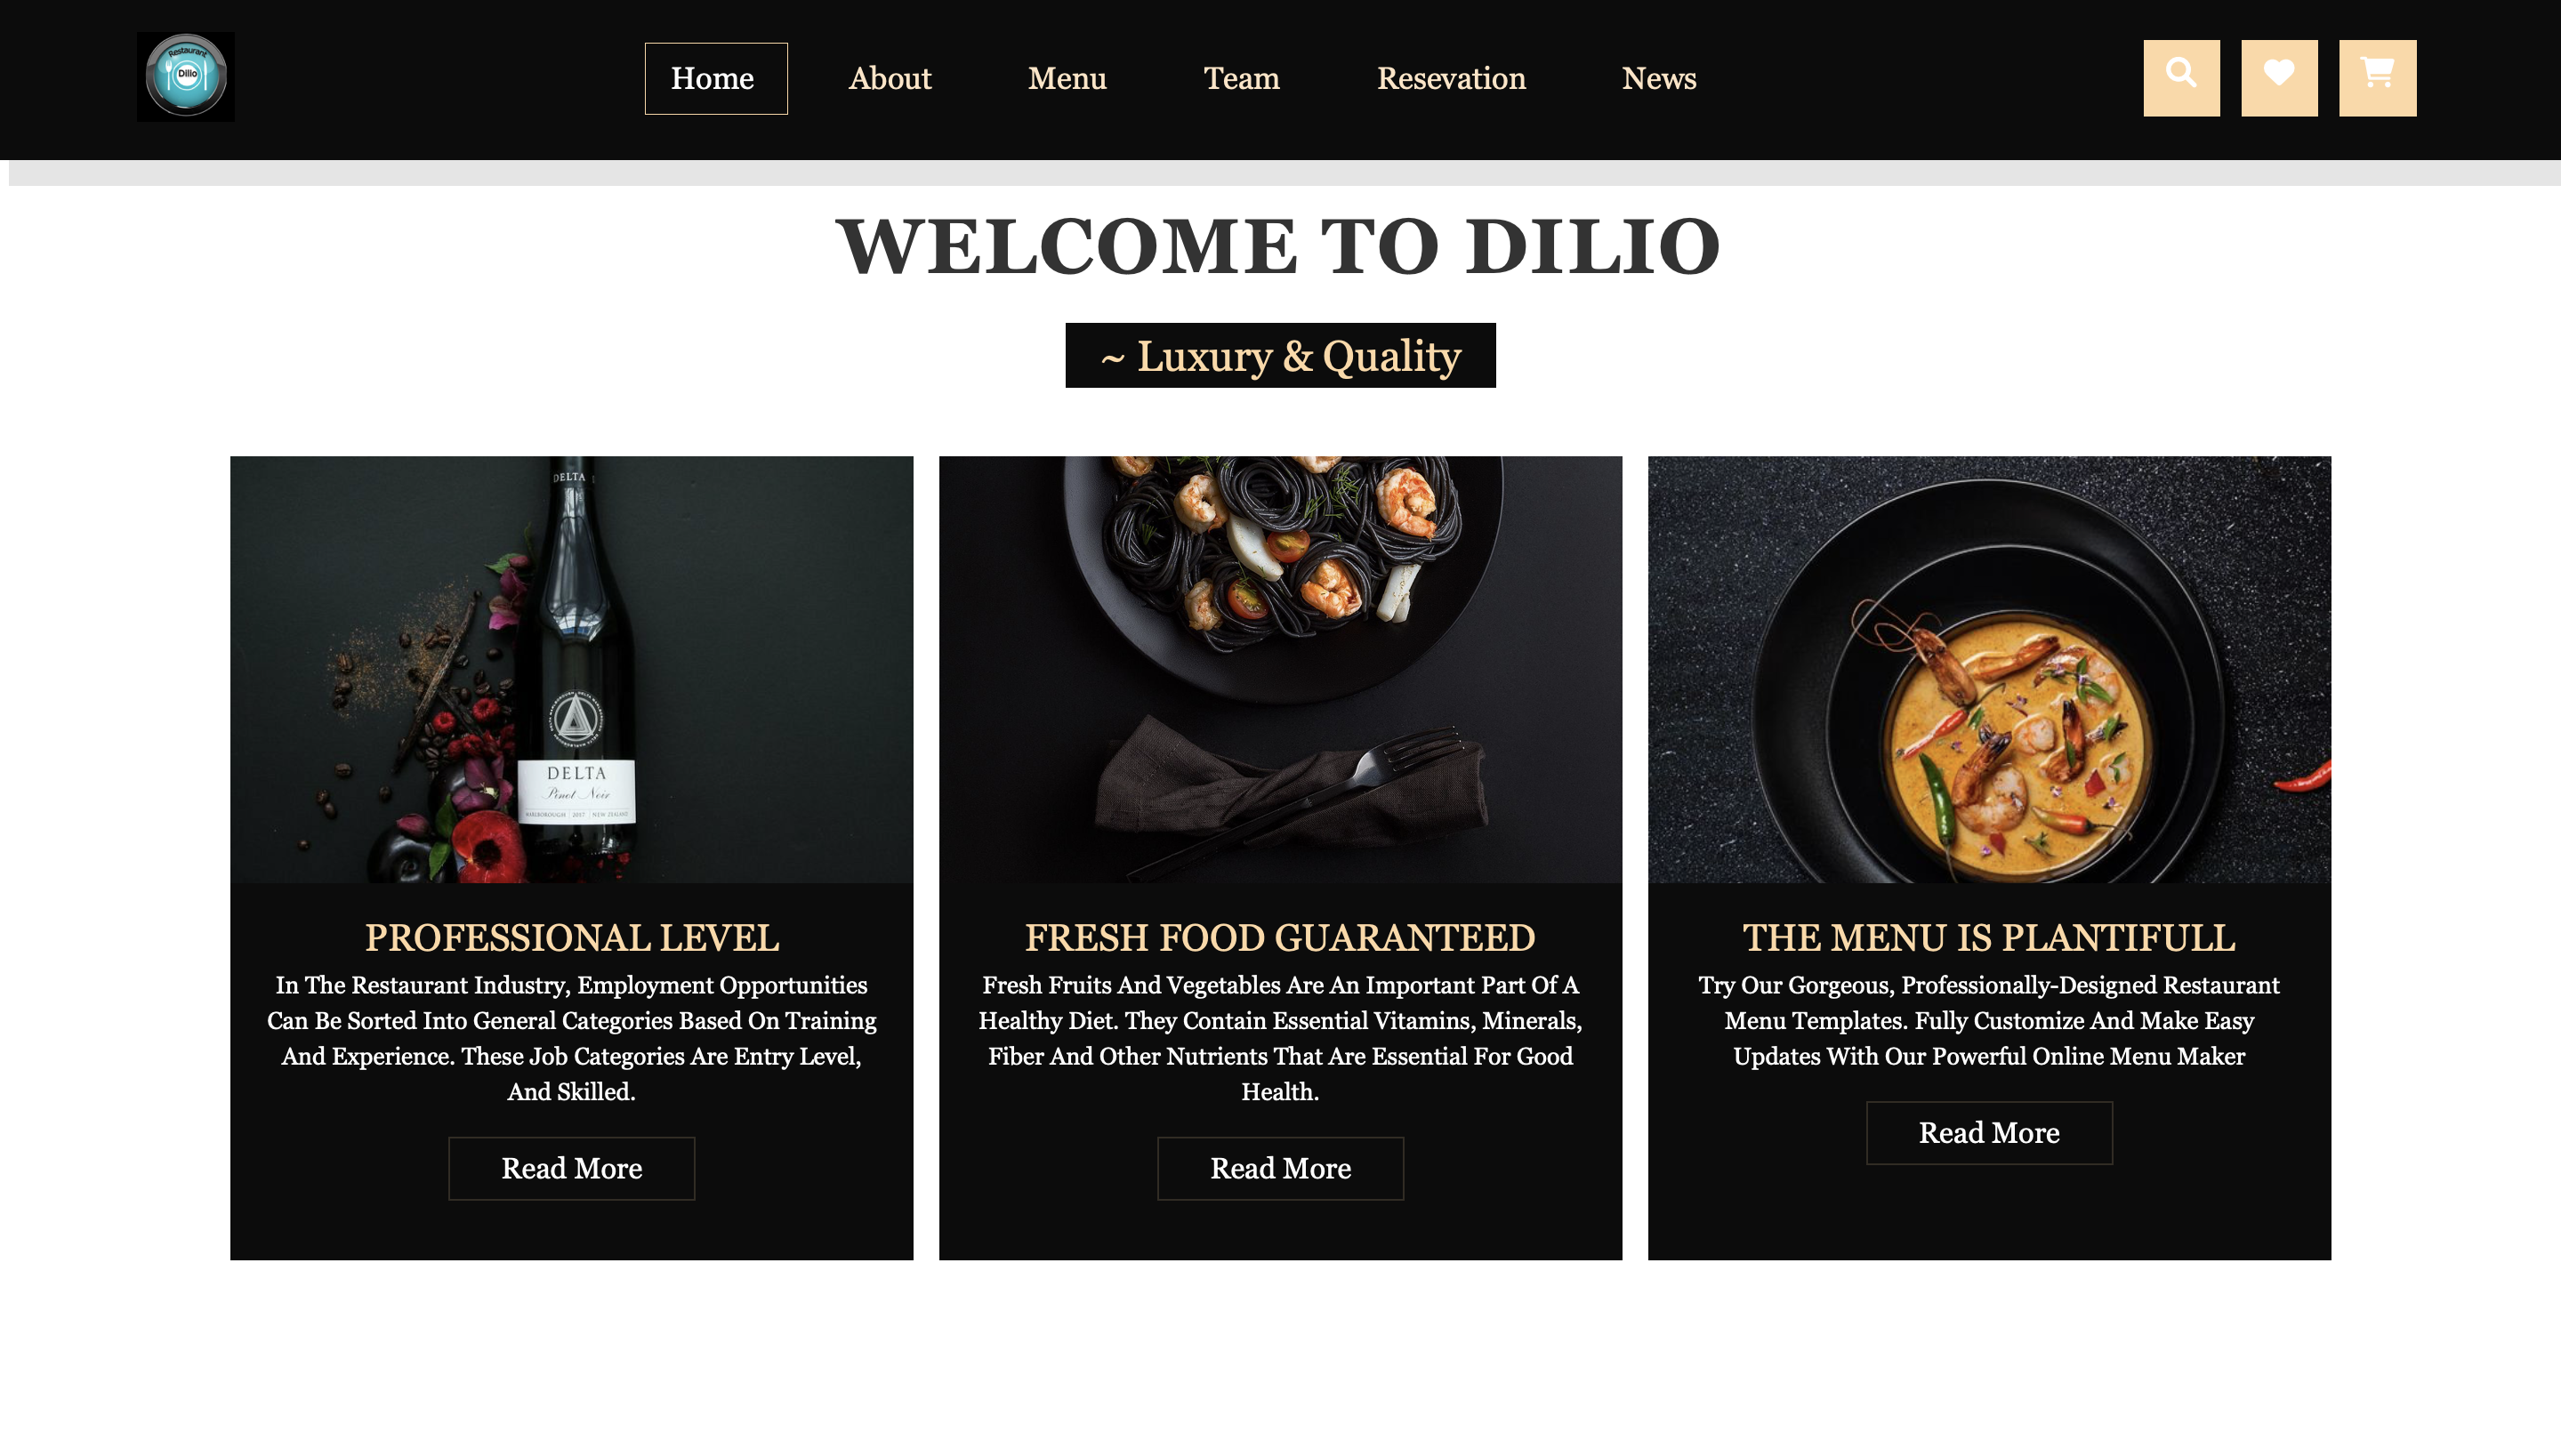 Restaurant
Dilio
Home
About
Menu
Team
Resevation
News
WELCOME TO DILIO
~ Luxury & Quality
DELTA
DELTA
Pinot Noir
MARLBOROUGH | 2017 | NEW ZEALAND
PROFESSIONAL LEVEL
In The Restaurant Industry, Employment Opportunities
Can Be Sorted Into General Categories Based On Training
And Experience. These Job Categories Are Entry Level,
And Skilled.
Read More
FRESH FOOD GUARANTEED
Fresh Fruits And Vegetables Are An Important Part Of A
Healthy Diet. They Contain Essential Vitamins, Minerals,
Fiber And Other Nutrients That Are Essential For Good
Health.
Read More
THE MENU IS PLANTIFULL
Try Our Gorgeous, Professionally-Designed Restaurant
Menu Templates. Fully Customize And Make Easy
Updates With Our Powerful Online Menu Maker
Read More